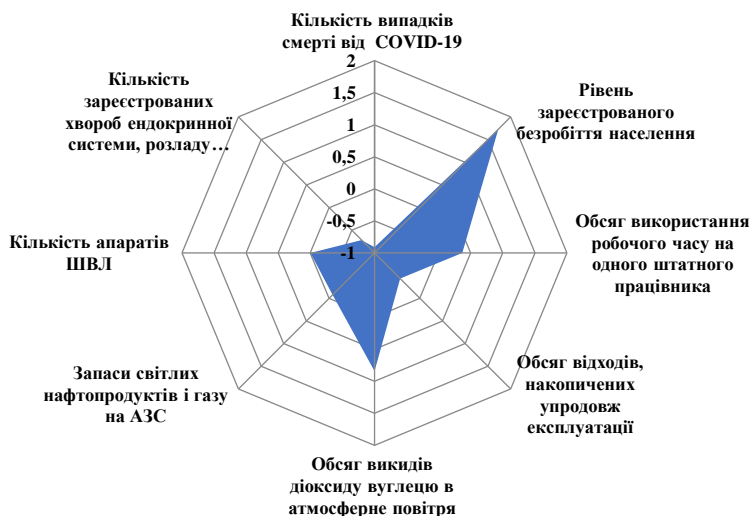 Кількість випадків
смерті від COVID-19
2
1,5
1
0,5
0
-0,5
-1
Рівень
зареєстрованого
безробіття населення
Обсяг використання
робочого часу на
одного штатного
працівника
Обсяг відходів,
накопичених
упродовж
експлуатації
Обсяг викидів
діоксиду вуглецю в
атмосферне повітря
Запаси світлих
нафтопродуктів і газу
на АЗС
Кількість апаратів
ШВЛ
Кількість
зареєстрованих
хвороб ендокринної
системи, розладу…